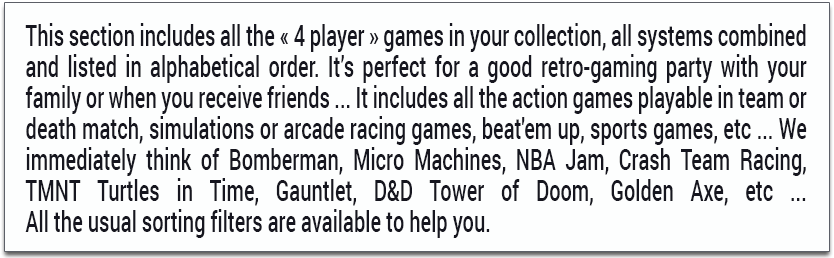 This section includes all the « 4 player » games in your collection, all systems combined
and listed in alphabetical order. It's perfect for a good retro-gaming party with your
family or when you receive friends ... It includes all the action games playable in team or
death match, simulations or arcade racing games, beat'em up, sports games, etc ... We
immediately think of Bomberman, Micro Machines, NBA Jam, Crash Team Racing,
TMNT Turtles in Time, Gauntlet, D&D Tower of Doom, Golden Axe, etc ...
All the usual sorting filters are available to help you.